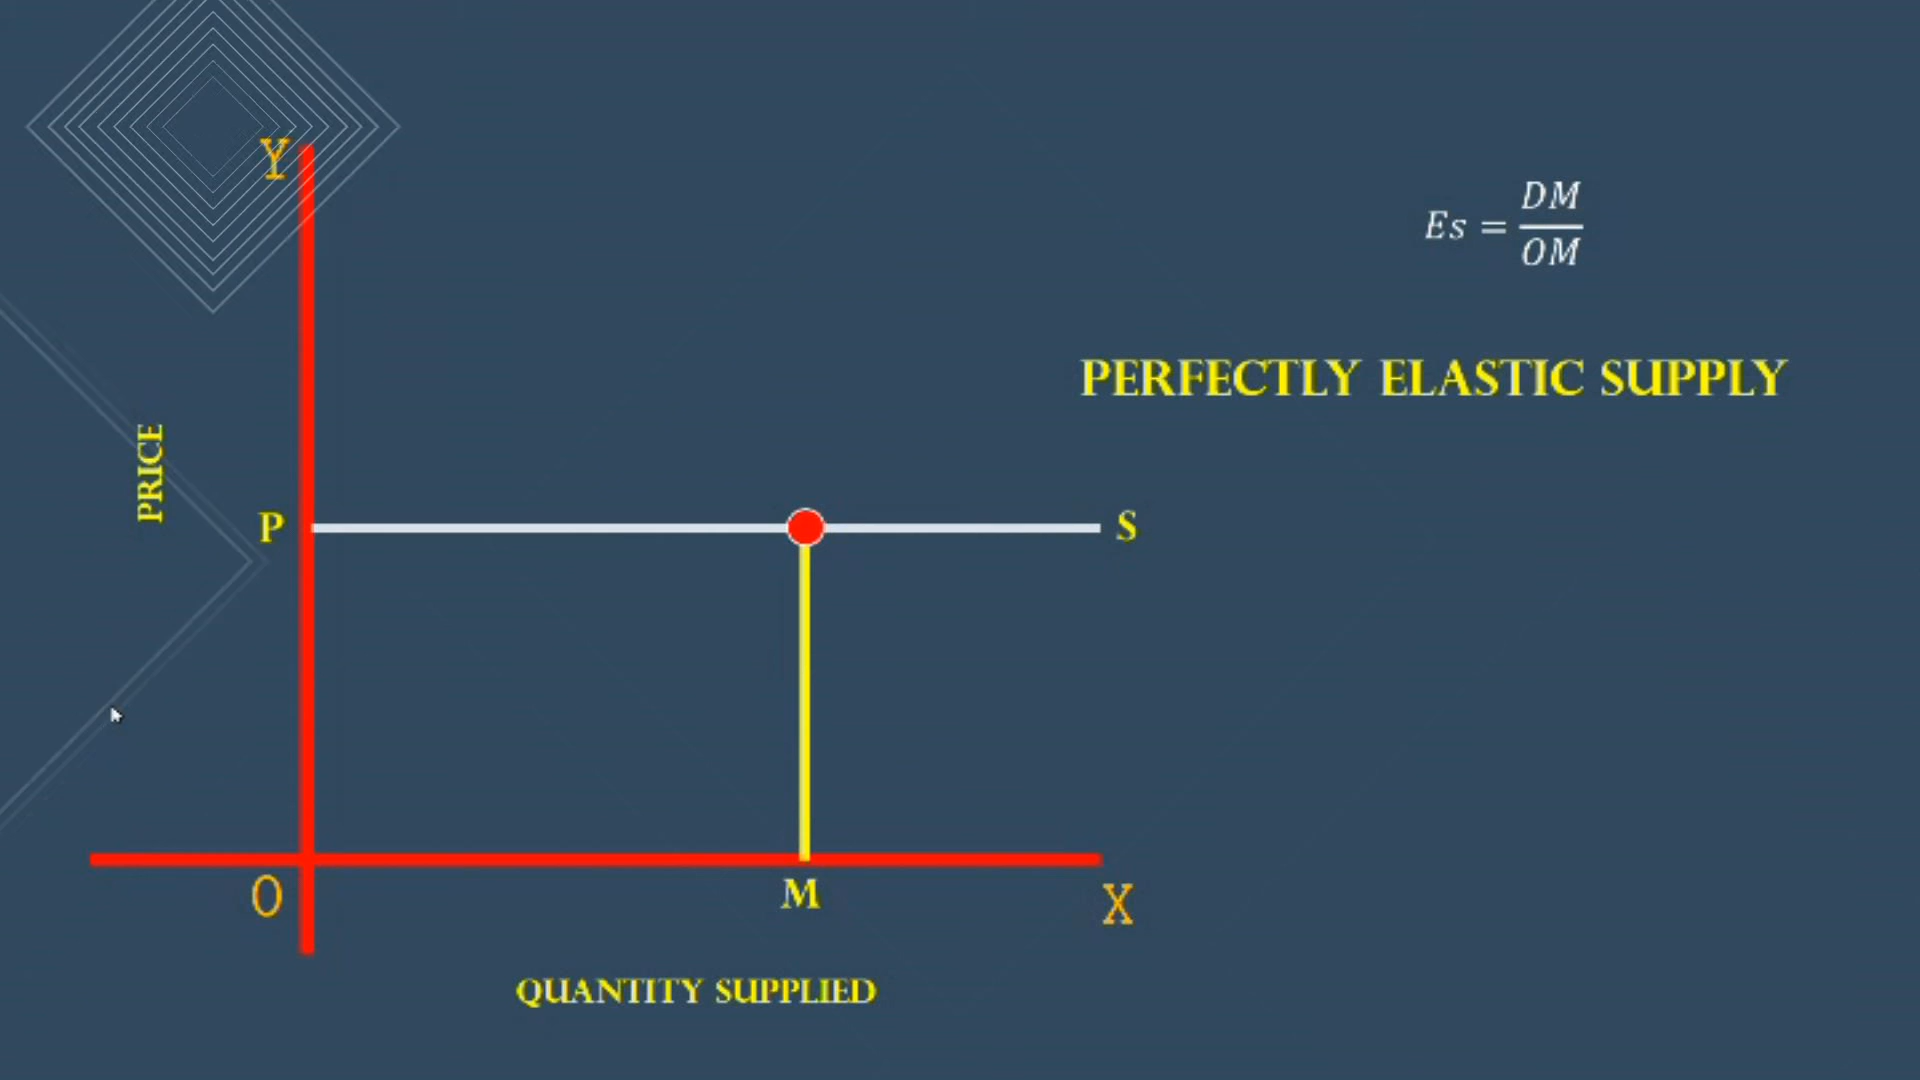 Y
Es = DM/OM
PERFECTLY ELASTIC SUPPLY
PRICE
P
S
O
M
X
QUANTITY SUPPLIED